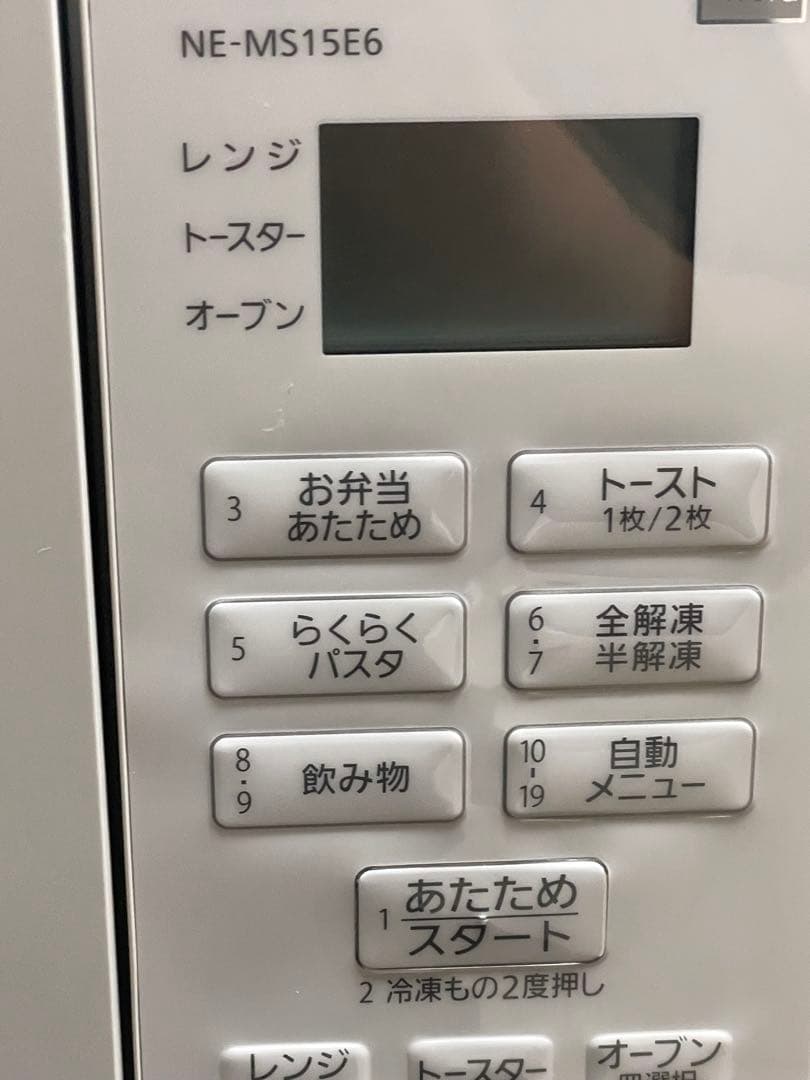 NE-MS15E6
レンジ
トースター
オーブン
3 お弁当
あたため
4 トースト
1枚/2枚
5 らくらく
パスタ
6・7 全解凍
半解凍
8・9 飲み物
10-19 自動
メニュー
1 あたため
スタート
2 冷凍もの2度押し
レンジ
トースター
オーブン